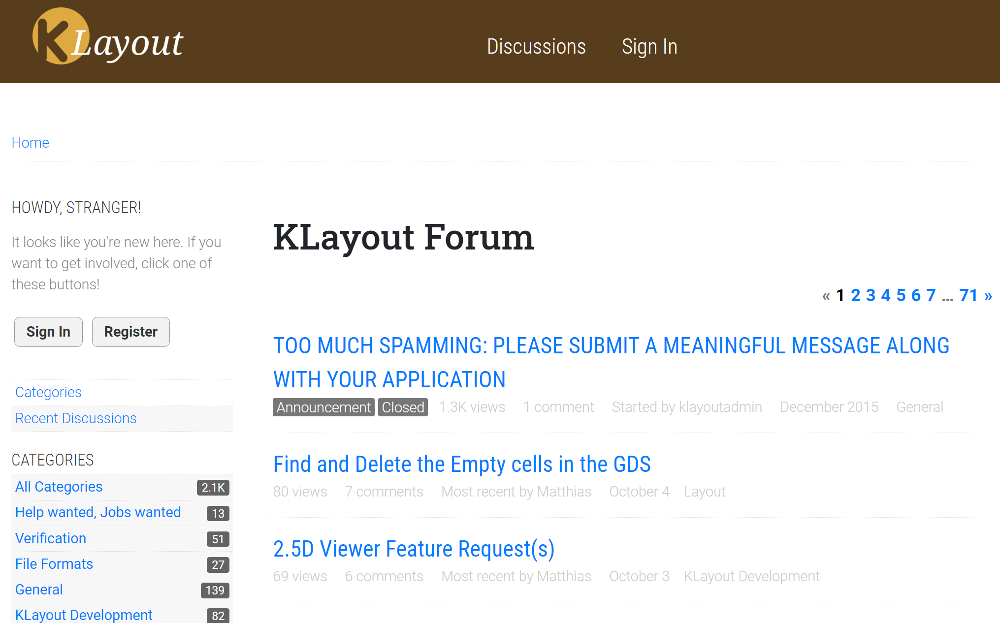 KLayout
Discussions Sign In
Home
HOWDY, STRANGER!
It looks like you're new here. If you
want to get involved, click one of
these buttons!
Sign In Register
Categories
Recent Discussions
CATEGORIES
All Categories 2.1K
Help wanted, Jobs wanted 13
Verification 51
File Formats 27
General 139
KLayout Development 82
KLayout Forum
« 1 2 3 4 5 6 7 … 71 »
TOO MUCH SPAMMING: PLEASE SUBMIT A MEANINGFUL MESSAGE ALONG
WITH YOUR APPLICATION
Announcement Closed 1.3K views 1 comment Started by klayoutadmin December 2015 General
Find and Delete the Empty cells in the GDS
80 views 7 comments Most recent by Matthias October 4 Layout
2.5D Viewer Feature Request(s)
69 views 6 comments Most recent by Matthias October 3 KLayout Development